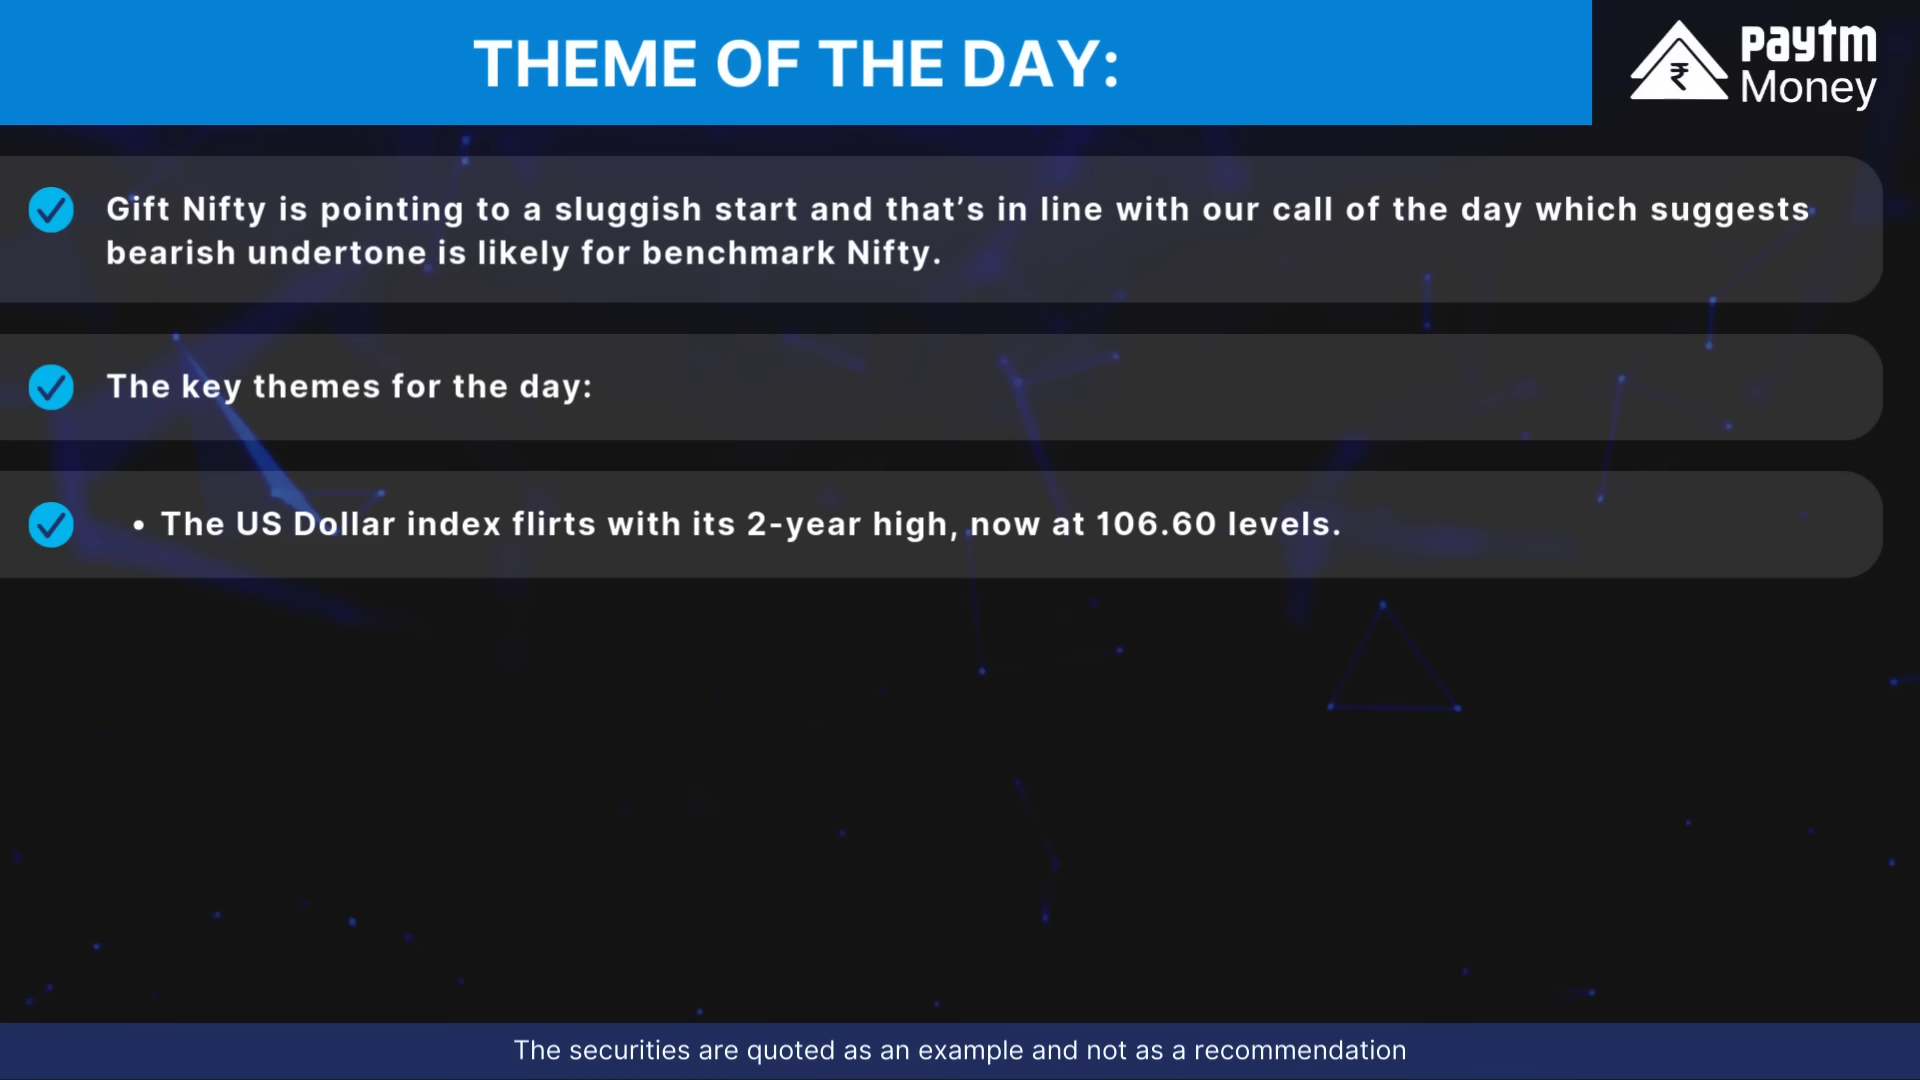 THEME OF THE DAY:
₹
paytm
Money
Gift Nifty is pointing to a sluggish start and that’s in line with our call of the day which suggests
bearish undertone is likely for benchmark Nifty.
The key themes for the day:
• The US Dollar index flirts with its 2-year high, now at 106.60 levels.
The securities are quoted as an example and not as a recommendation